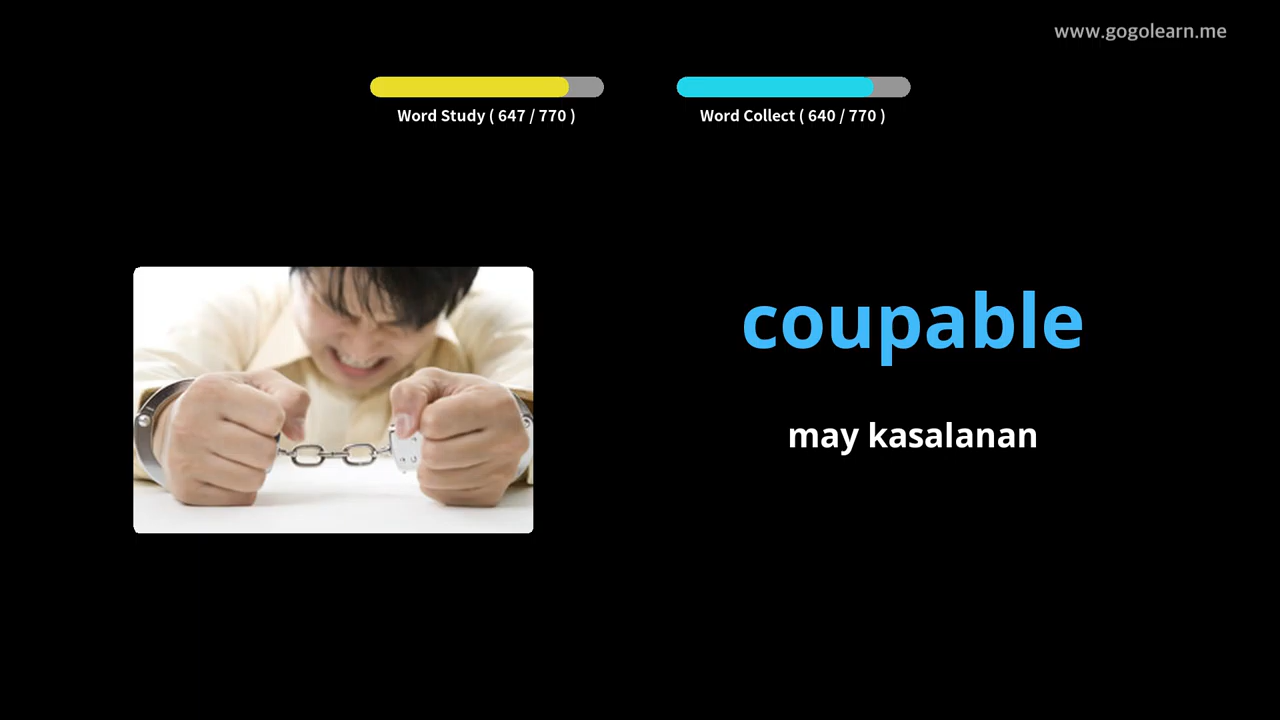 www.gogolearn.me
Word Study ( 647 / 770 )
Word Collect ( 640 / 770 )
coupable
may kasalanan